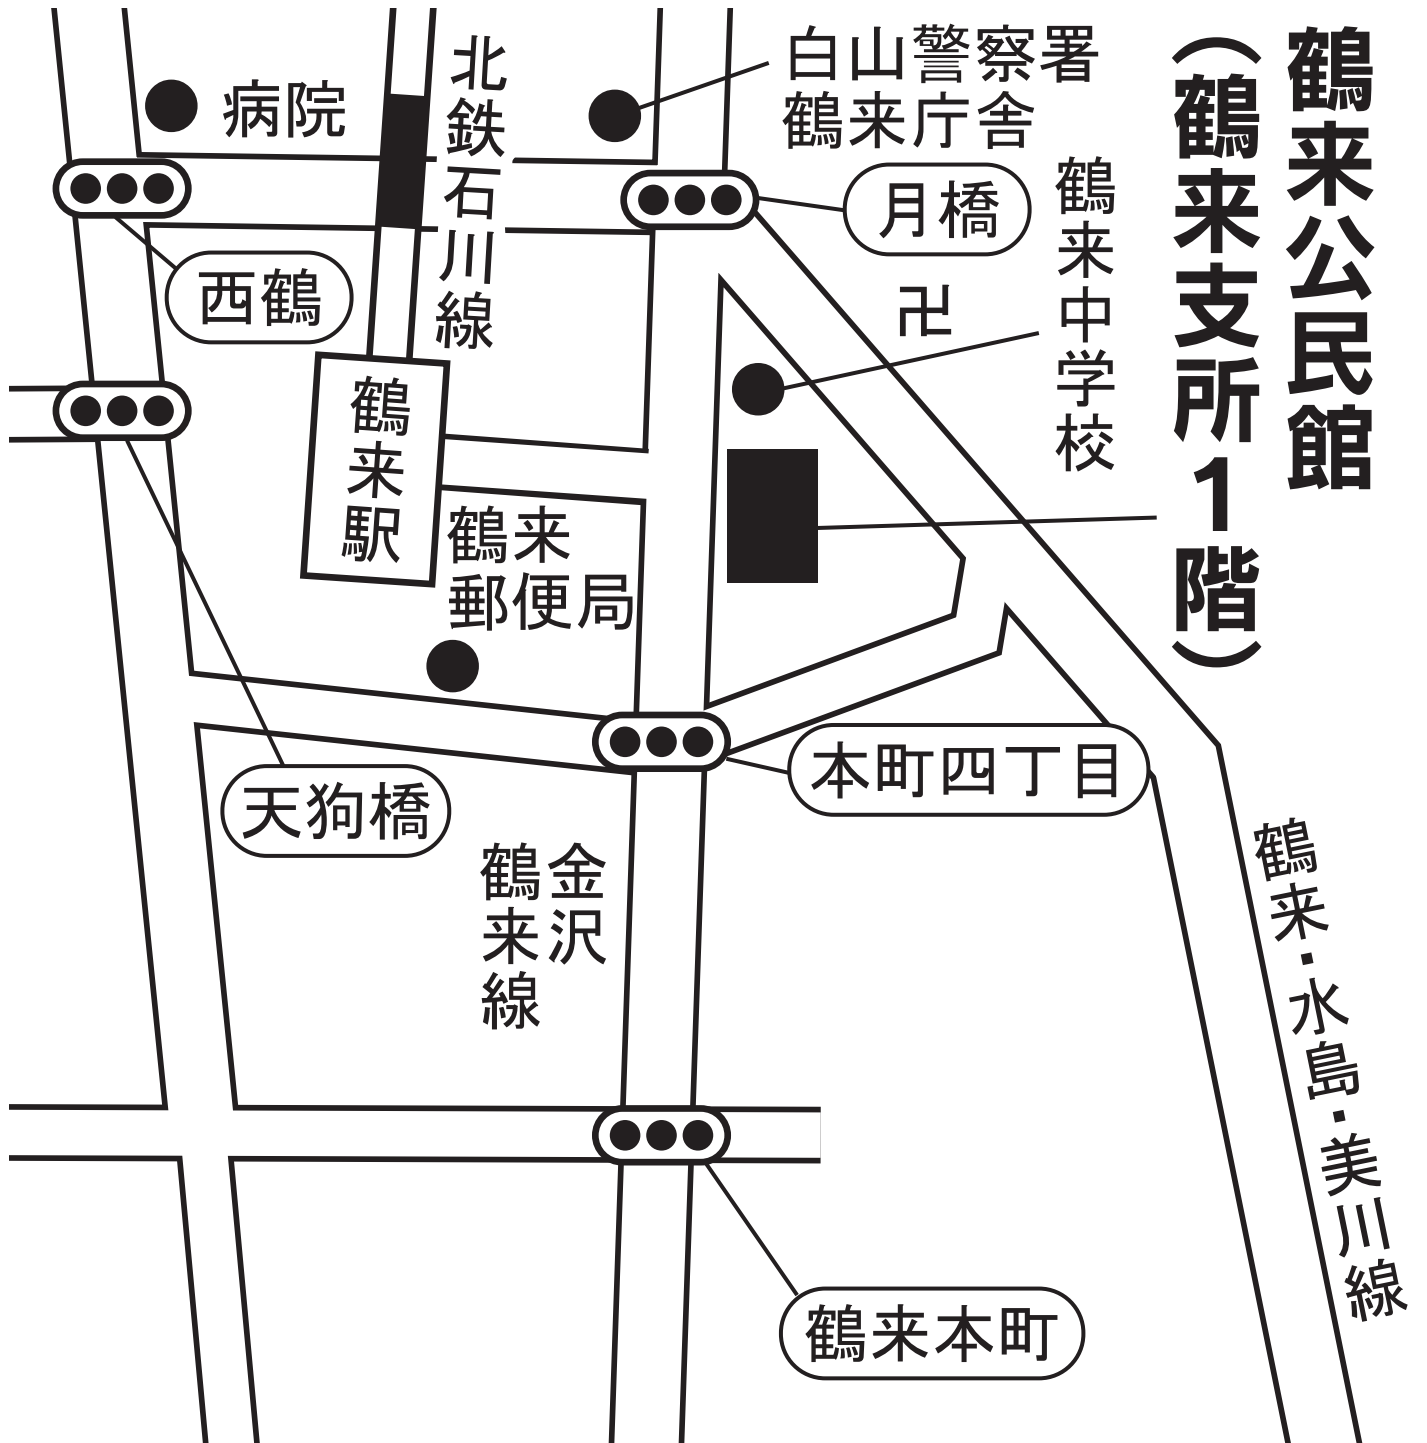 鶴来公民館
（鶴来支所1階）
白山警察署
鶴来庁舎
北鉄石川線
病院
月橋
鶴来中学校
西鶴
卍
鶴来駅
鶴来
郵便局
本町四丁目
天狗橋
金沢
鶴来線
鶴来・水島・美川線
鶴来本町